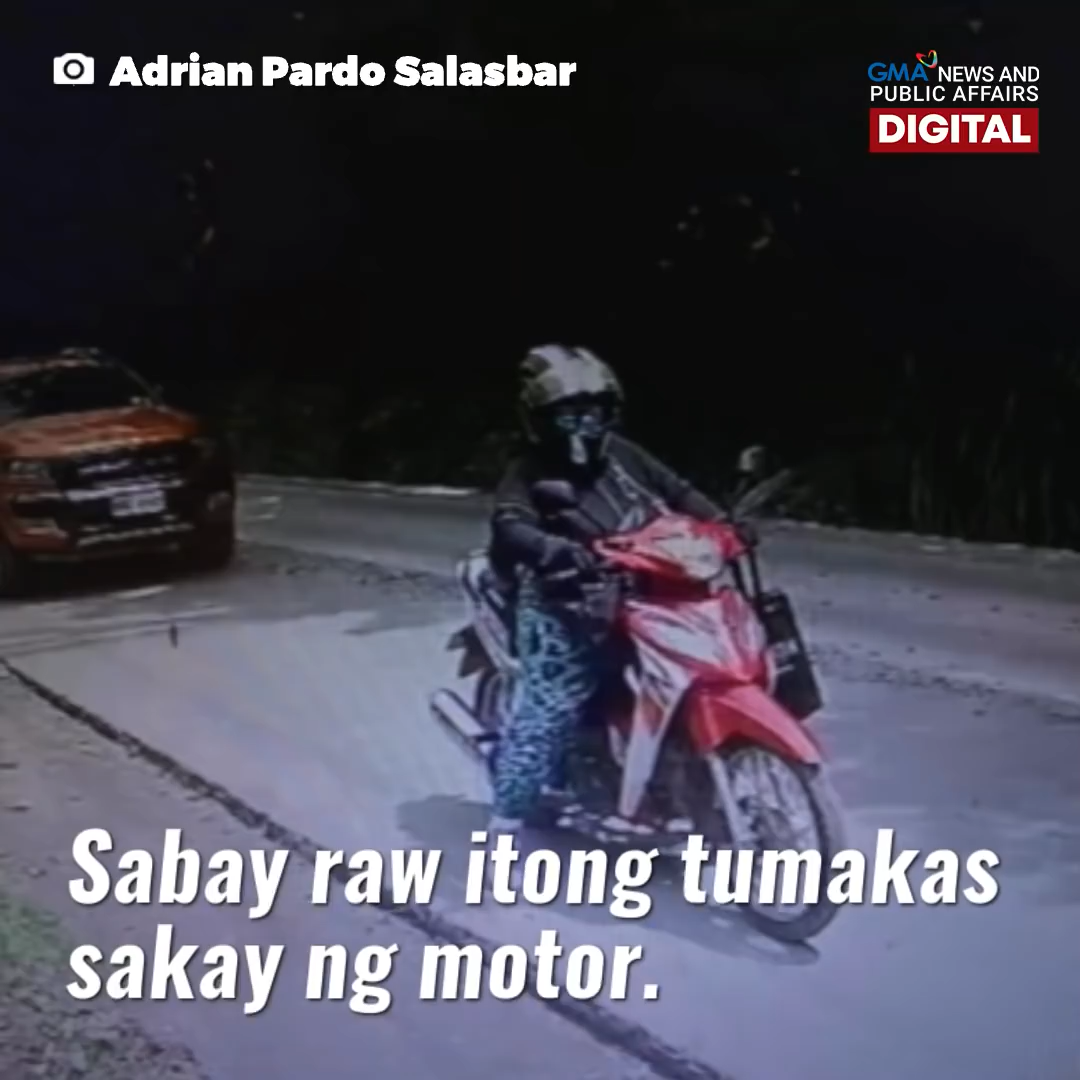 Adrian Pardo Salasbar
GMA NEWS AND
PUBLIC AFFAIRS
DIGITAL
Sabay raw itong tumakas
sakay ng motor.